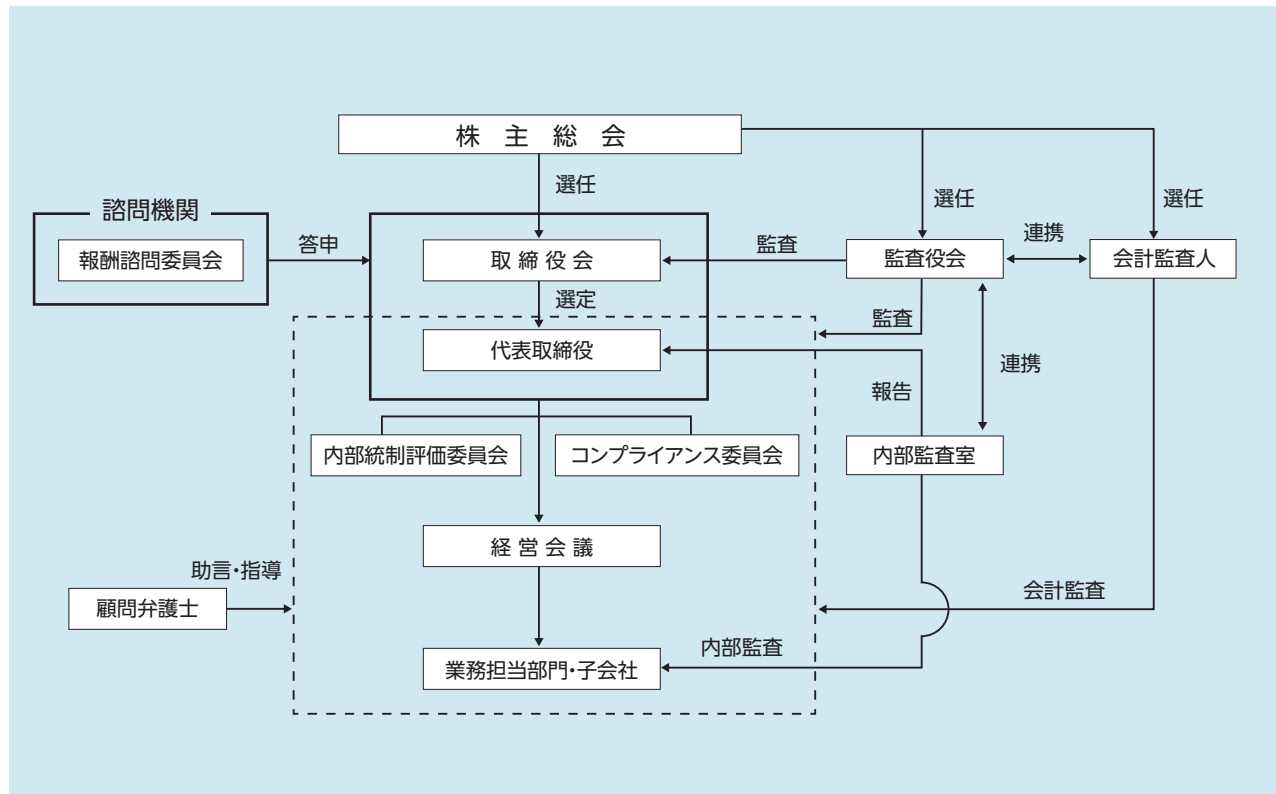 株主総会
選任
選任
選任
諮問機関
報酬諮問委員会
答申
取締役会
監査
監査役会
連携
会計監査人
選定
監査
代表取締役
連携
報告
内部統制評価委員会
コンプライアンス委員会
内部監査室
経営会議
助言・指導
顧問弁護士
会計監査
内部監査
業務担当部門・子会社